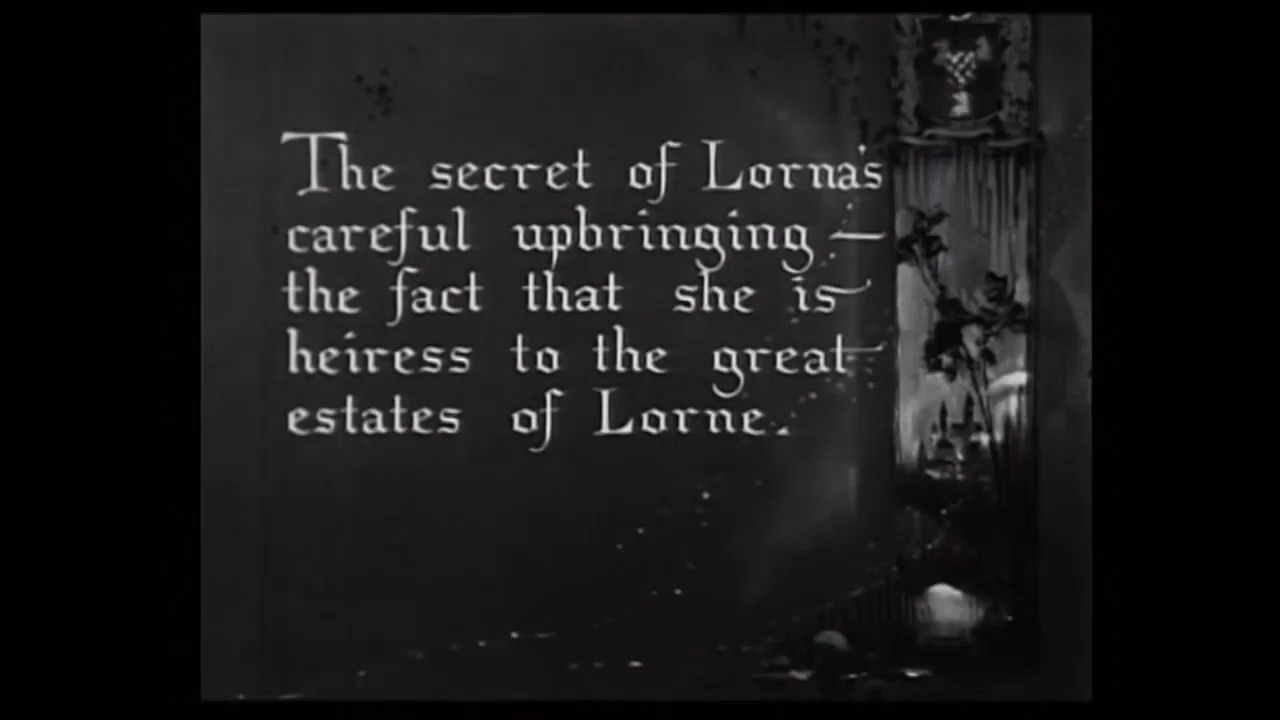 The secret of Lorna's
careful upbringing —
the fact that she is
heiress to the great
estates of Lorne.